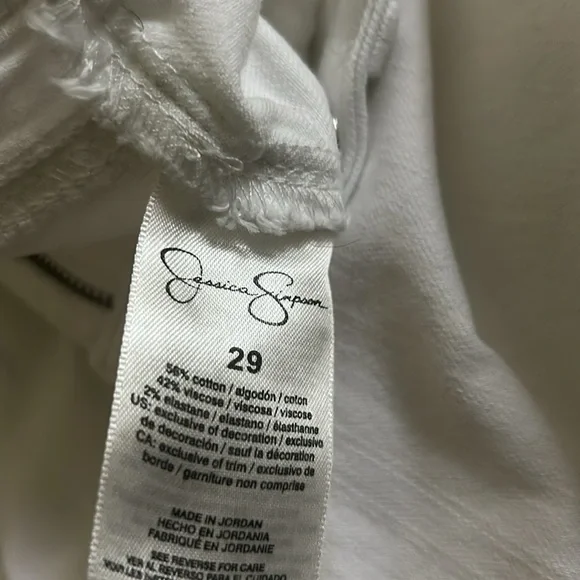 Jessica Simpson
29
56% cotton / algodón / coton
42% viscose / viscosa / viscose
2% elastane / elastano / élasthanne
US: exclusive of decoration / exclusivo
de decoración / sauf la décoration
CA: exclusive of trim / exclusivo de
borde / garniture non comprise
MADE IN JORDAN
HECHO EN JORDANIA
FABRIQUÉ EN JORDANIE
SEE REVERSE FOR CARE
VER AL REVERSO PARA EL CUIDADO